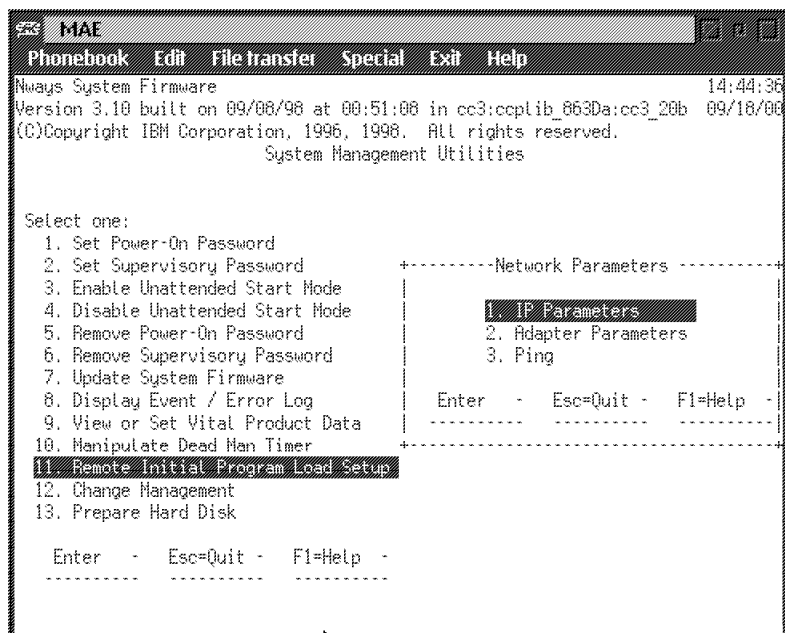 MAE
Phonebook Edit File transfer Special Exit Help
Nways System Firmware 14:44:36
Version 3.10 built on 09/08/98 at 00:51:08 in cc3:ccplib_863Da:cc3_20b 09/18/00
(C)Copyright IBM Corporation, 1996, 1998. All rights reserved.
System Management Utilities
Select one:
1. Set Power-On Password
2. Set Supervisory Password
3. Enable Unattended Start Mode
4. Disable Unattended Start Mode
5. Remove Power-On Password
6. Remove Supervisory Password
7. Update System Firmware
8. Display Event / Error Log
9. View or Set Vital Product Data
10. Manipulate Dead Man Timer
11. Remote Initial Program Load Setup
12. Change Management
13. Prepare Hard Disk
Enter - Esc=Quit - F1=Help -
Network Parameters
1. IP Parameters
2. Adapter Parameters
3. Ping
Enter - Esc=Quit - F1=Help -